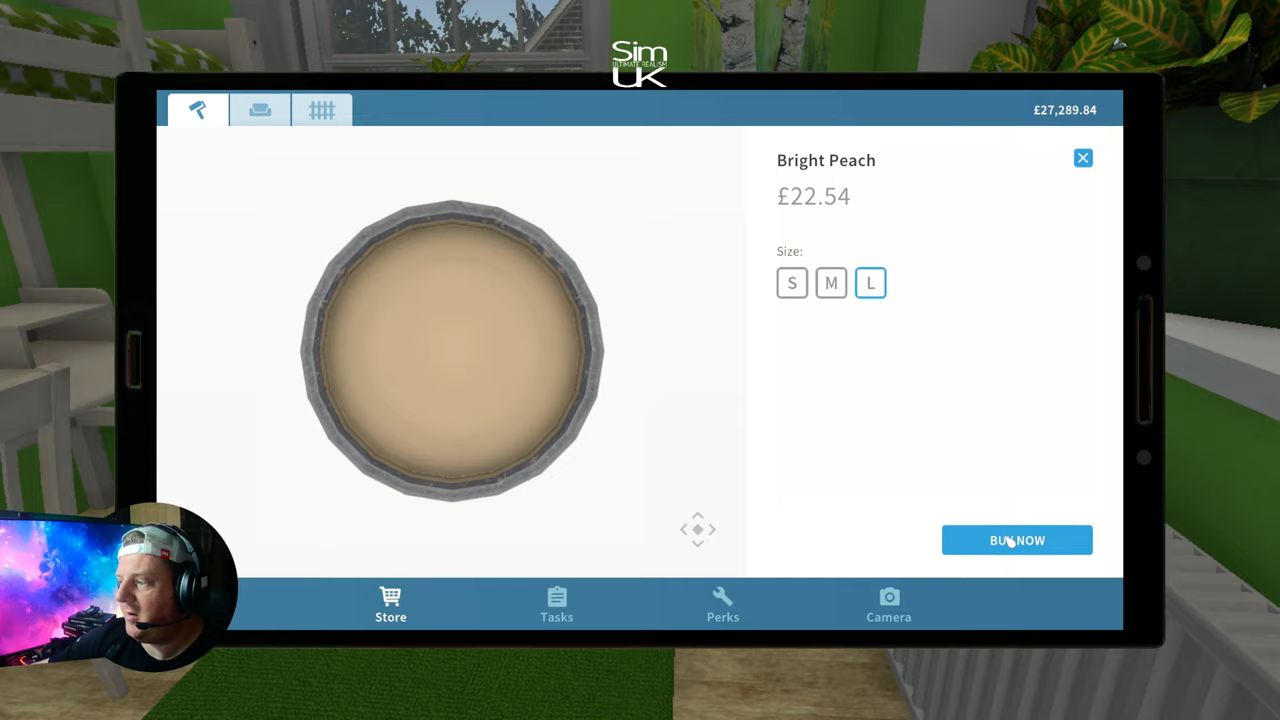 Sim
ULTIMATE REALISM
UK
£27,289.84
Bright Peach
£22.54
Size:
S M L
BUY NOW
Store
Tasks
Perks
Camera